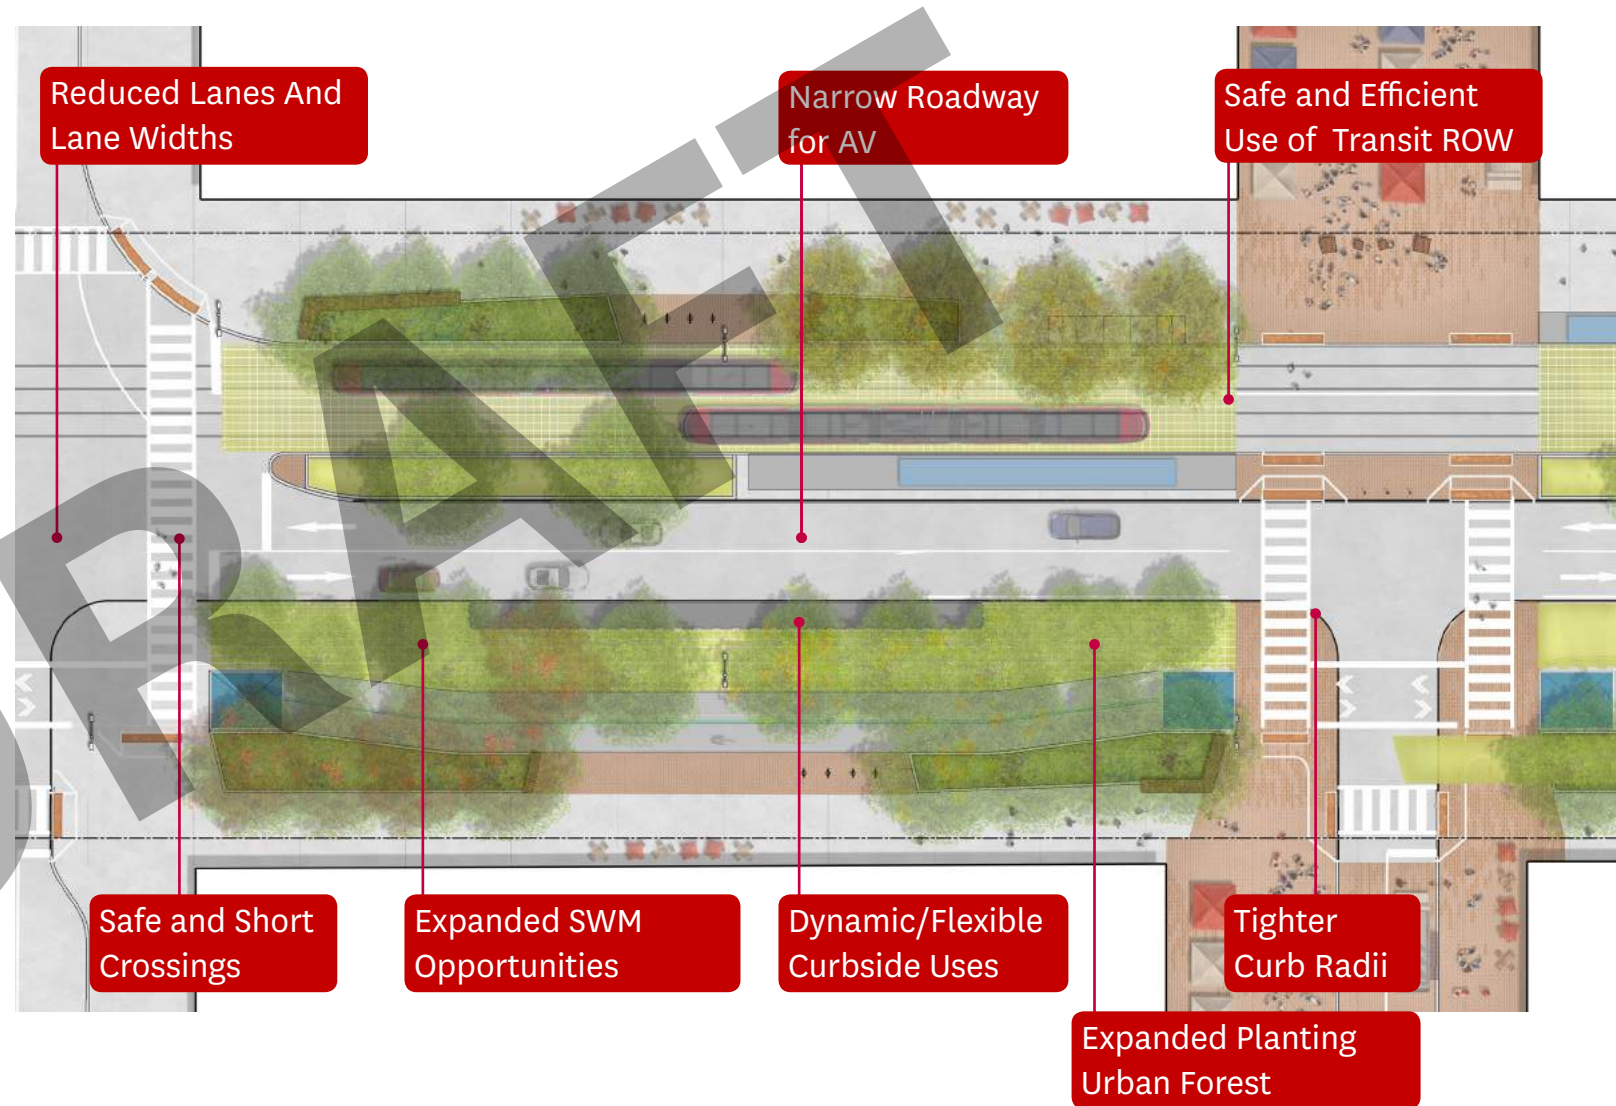 Reduced Lanes And
Lane Widths
Narrow Roadway
for AV
Safe and Efficient
Use of Transit ROW
DRAFT
Safe and Short
Crossings
Expanded SWM
Opportunities
Dynamic/Flexible
Curbside Uses
Tighter
Curb Radii
Expanded Planting
Urban Forest